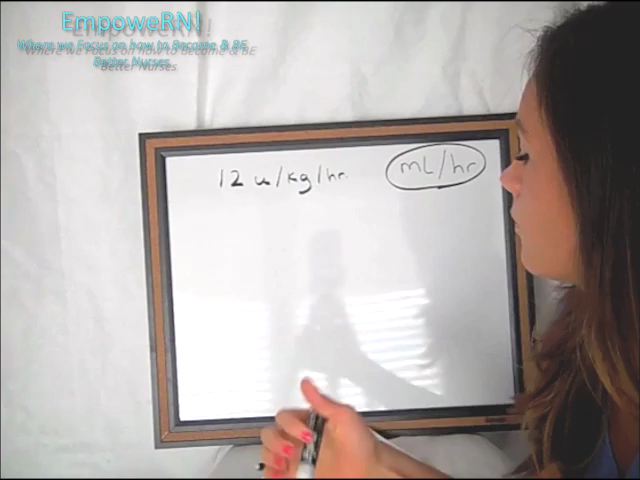 EmpoweRN!
Where we Focus on how to Become & BE
Better Nurses
12 u/kg/hr.
mL/hr